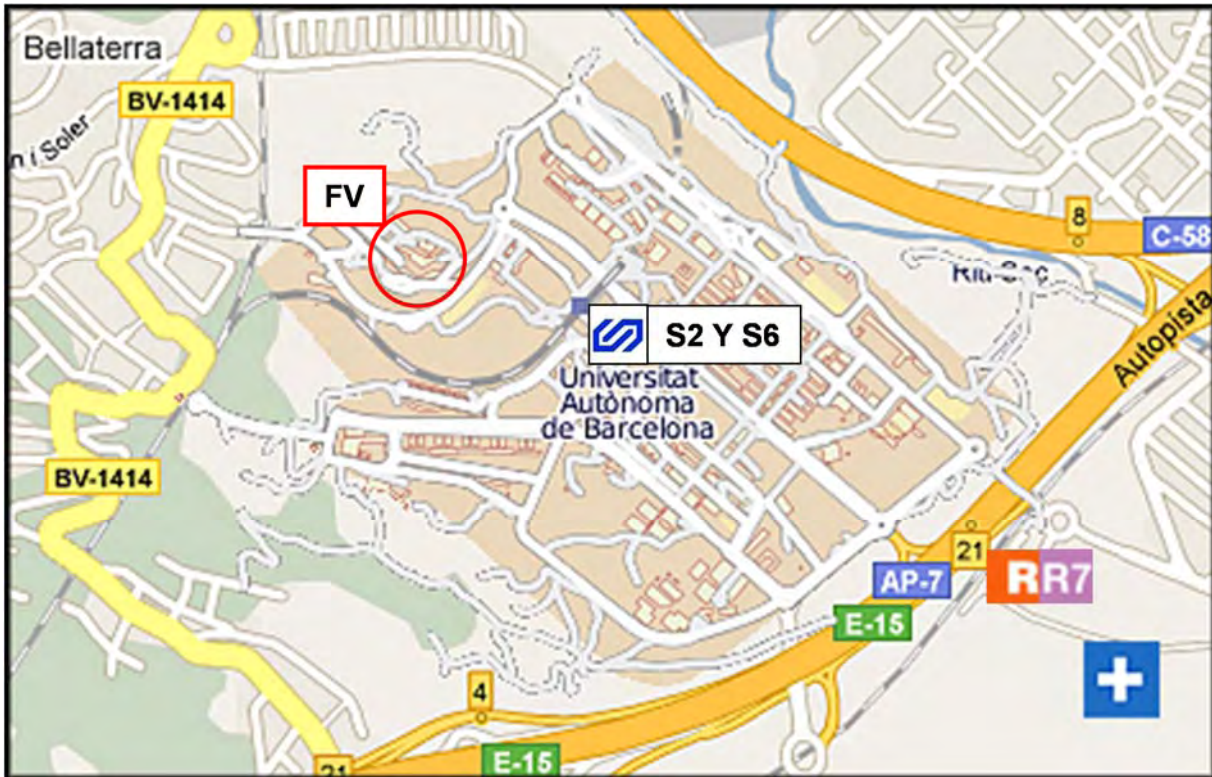 Bellaterra
BV-1414
n i Soler
FV
8
C-58
Riu Sec
Autopista
S2 Y S6
Universitat
Autònoma
de Barcelona
BV-1414
21
AP-7
RR7
E-15
4
E-15
21